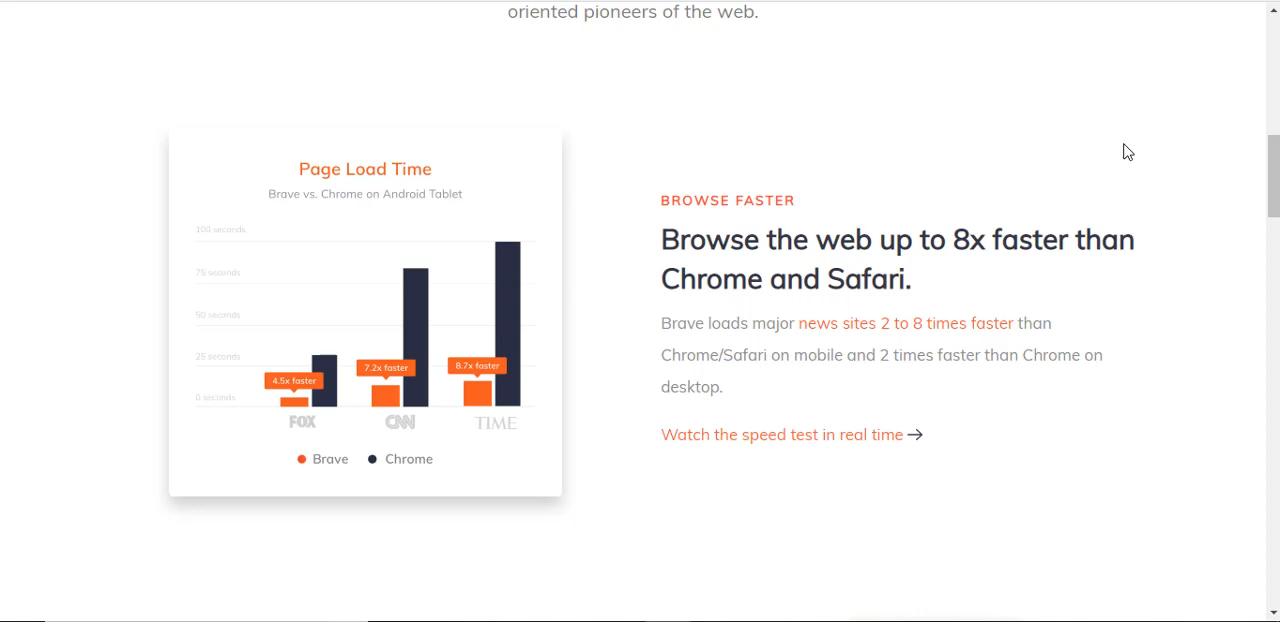 oriented pioneers of the web.
Page Load Time
Brave vs. Chrome on Android Tablet
100 seconds
75 seconds
50 seconds
25 seconds
0 seconds
4.5x faster
7.2x faster
8.7x faster
FOX
CNN
TIME
Brave
Chrome
BROWSE FASTER
Browse the web up to 8x faster than
Chrome and Safari.
Brave loads major news sites 2 to 8 times faster than
Chrome/Safari on mobile and 2 times faster than Chrome on
desktop.
Watch the speed test in real time →